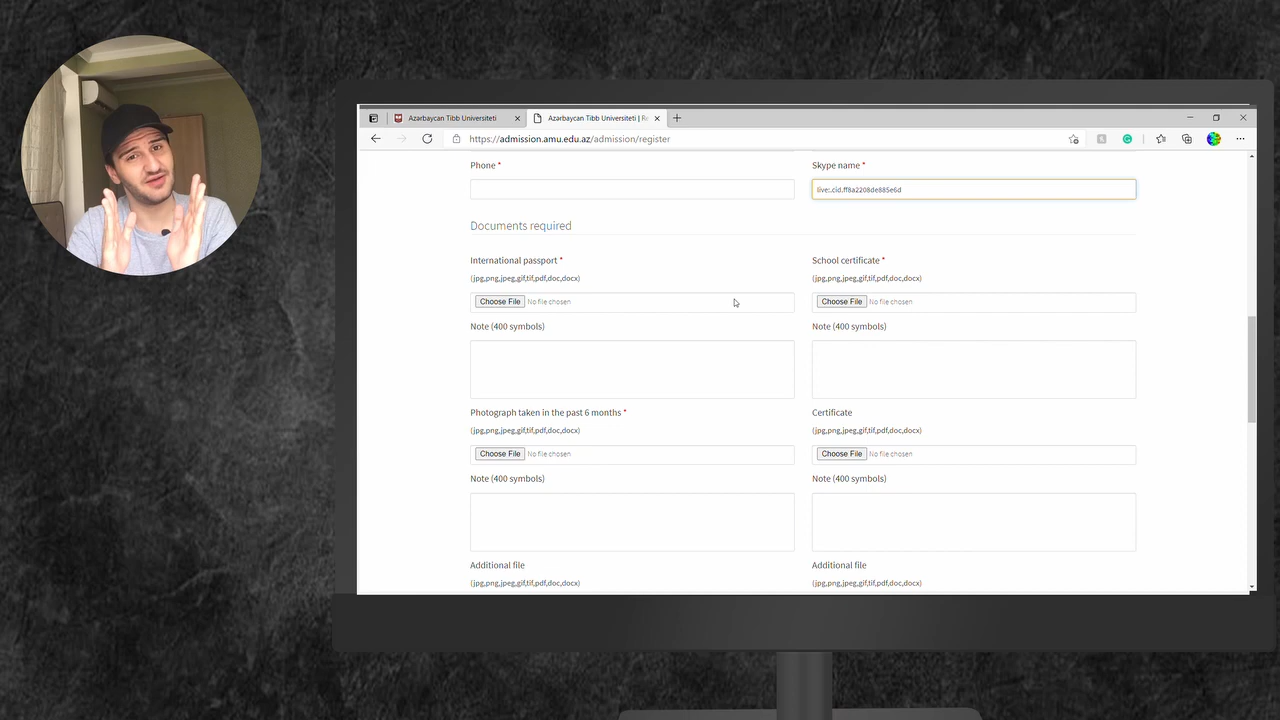 Azərbaycan Tibb Universiteti
Azərbaycan Tibb Universiteti | Re
https://admission.amu.edu.az/admission/register
Phone *
Skype name *
live:.cid.ff8a2208de885e6d
Documents required
International passport *
School certificate *
(jpg,png,jpeg,gif,tif,pdf,doc,docx)
(jpg,png,jpeg,gif,tif,pdf,doc,docx)
Choose File No file chosen
Choose File No file chosen
Note (400 symbols)
Note (400 symbols)
Photograph taken in the past 6 months *
Certificate
(jpg,png,jpeg,gif,tif,pdf,doc,docx)
(jpg,png,jpeg,gif,tif,pdf,doc,docx)
Choose File No file chosen
Choose File No file chosen
Note (400 symbols)
Note (400 symbols)
Additional file
Additional file
(jpg,png,jpeg,gif,tif,pdf,doc,docx)
(jpg,png,jpeg,gif,tif,pdf,doc,docx)